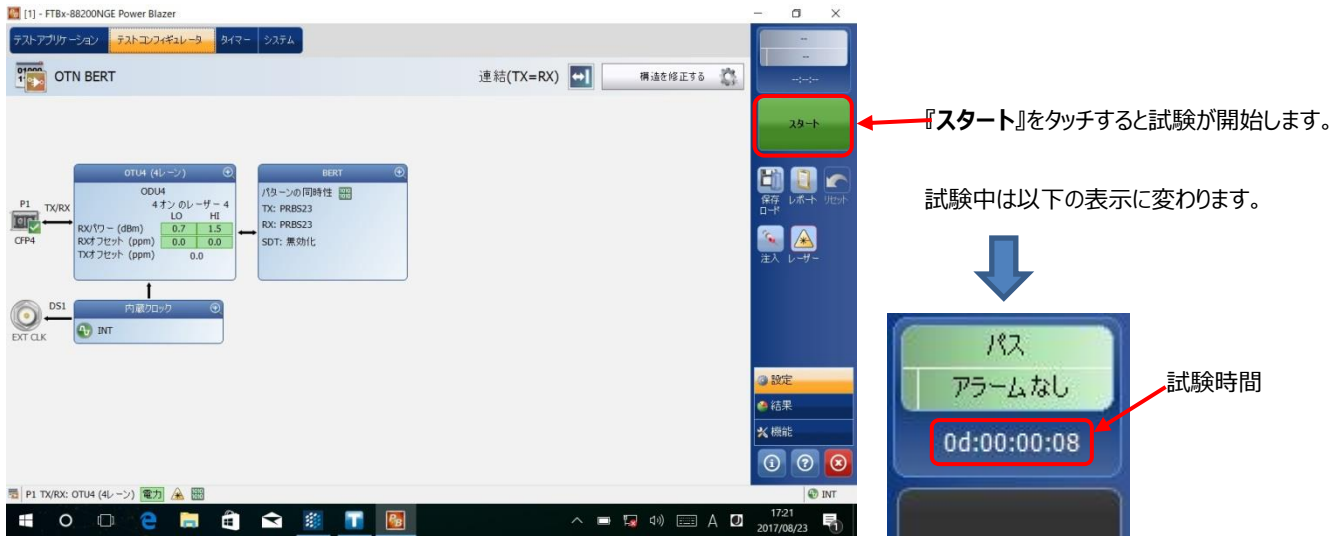 [1] - FTBx-88200NGE Power Blazer
テストアプリケーション テストコンフィギュレータ タイマー システム
OTN BERT
連結(TX=RX)
構造を修正する
--
--
--:--:--
スタート
『スタート』をタッチすると試験が開始します。
試験中は以下の表示に変わります。
OTU4 (4レーン)
ODU4
4オン のレーザー 4
LO HI
RXパワー (dBm) 0.7 1.5
RXオフセット (ppm) 0.0 0.0
TXオフセット (ppm) 0.0
P1 TX/RX
CFP4
BERT
パターンの同時性
TX: PRBS23
RX: PRBS23
SDT: 無効化
DS1
EXT CLK
内蔵クロック
INT
保存 ロード
レポート
リセット
注入
レーザー
設定
結果
機能
パス
アラームなし
0d:00:00:08
試験時間
P1 TX/RX: OTU4 (4レーン) 電力
INT
A
17:21
2017/08/23